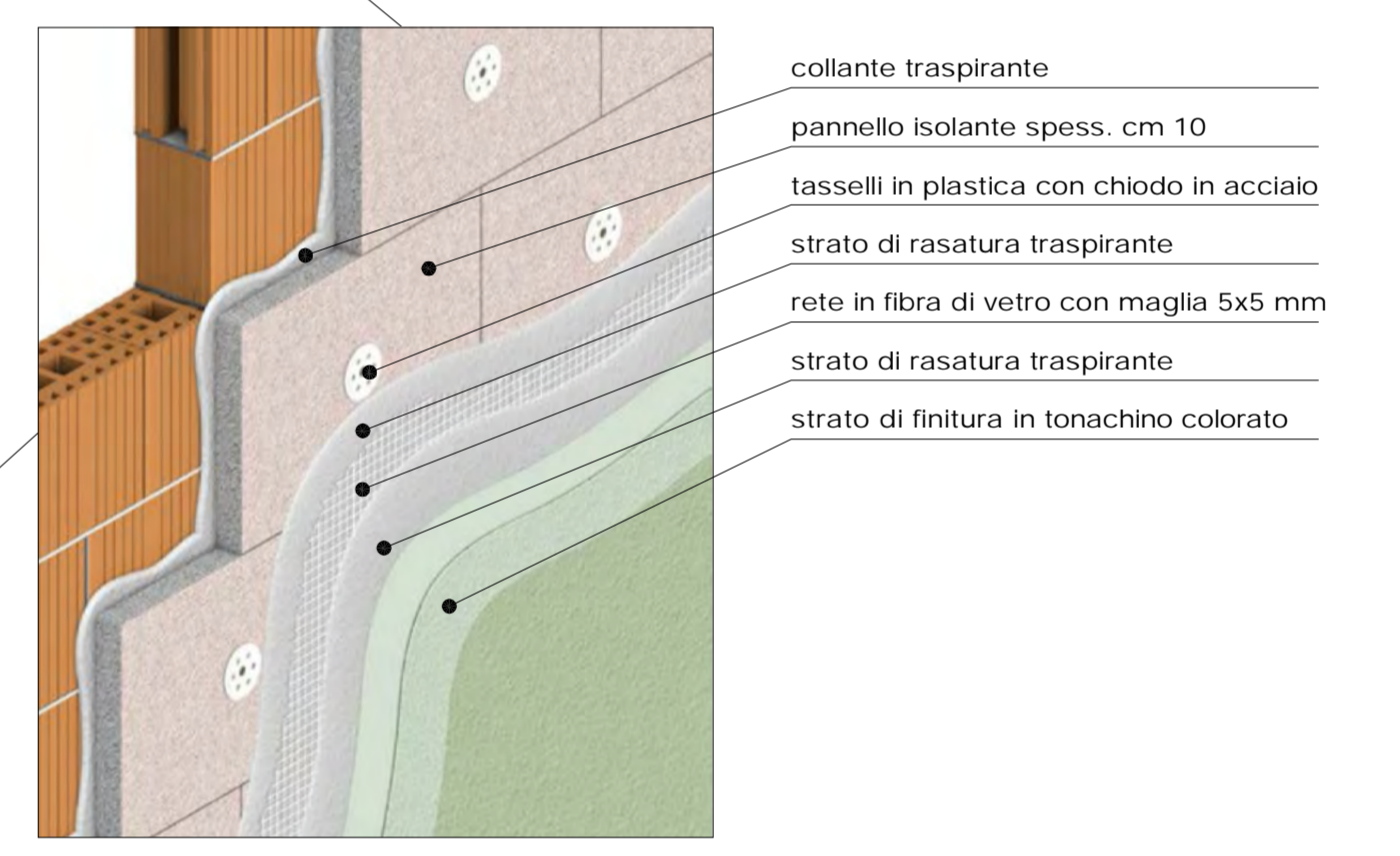 collante traspirante
pannello isolante spess. cm 10
tasselli in plastica con chiodo in acciaio
strato di rasatura traspirante
rete in fibra di vetro con maglia 5x5 mm
strato di rasatura traspirante
strato di finitura in tonachino colorato